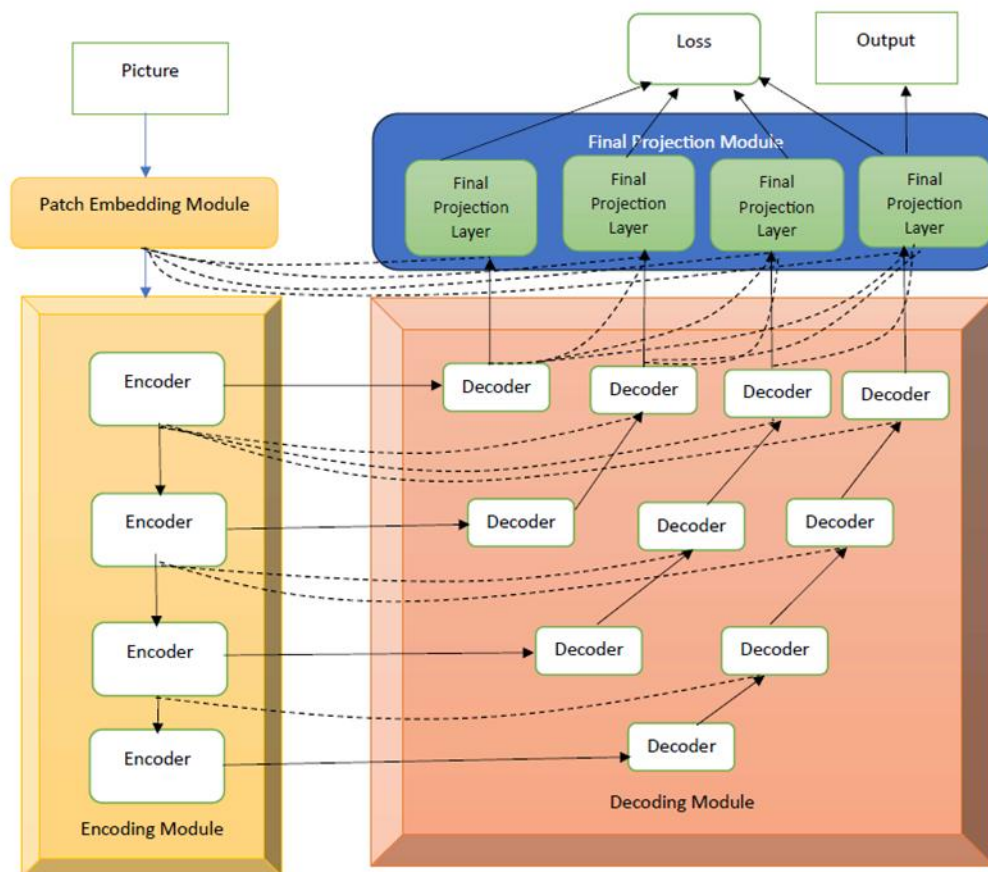 Loss
Output
Picture
Final Projection Module
Patch Embedding Module
Final
Projection
Layer
Final
Projection
Layer
Final
Projection
Layer
Final
Projection
Layer
Encoder
Decoder
Decoder
Decoder
Decoder
Encoder
Decoder
Decoder
Decoder
Encoder
Decoder
Decoder
Encoder
Decoder
Encoding Module
Decoding Module